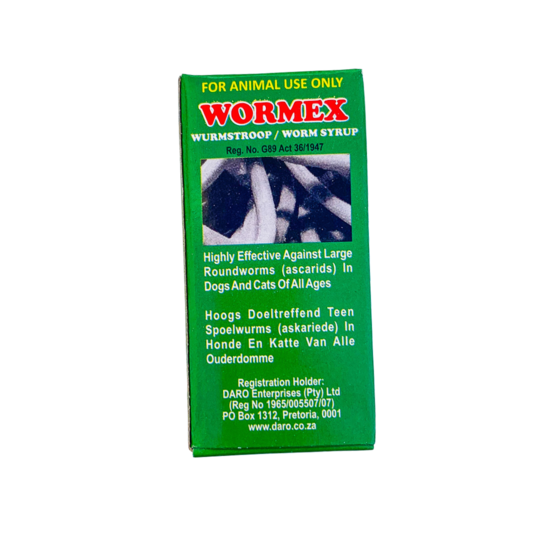 FOR ANIMAL USE ONLY
WORMEX
WURMSTROOP / WORM SYRUP
Reg. No. G89 Act 36/1947
Highly Effective Against Large
Roundworms (ascarids) In
Dogs And Cats Of All Ages
Hoogs Doeltreffend Teen
Spoelwurms (askariede) In
Honde En Katte Van Alle
Ouderdomme
Registration Holder:
DARO Enterprises (Pty) Ltd
(Reg No 1965/005507/07)
PO Box 1312, Pretoria, 0001
www.daro.co.za